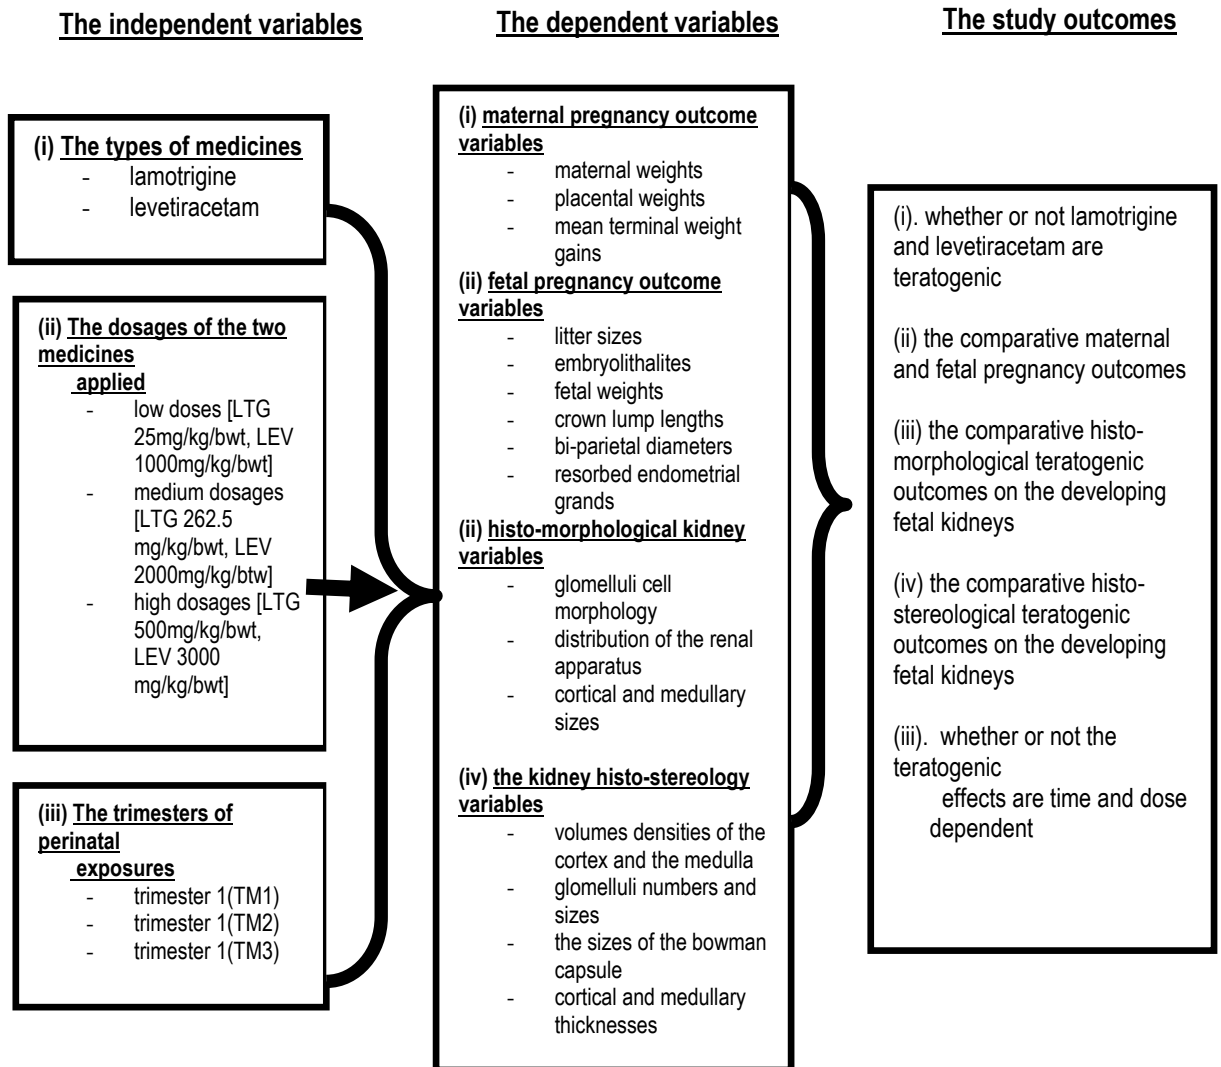 The independent variables
The dependent variables
The study outcomes
(i) The types of medicines
- lamotrigine
- levetiracetam
(ii) The dosages of the two
medicines
applied
- low doses [LTG
25mg/kg/bwt, LEV
1000mg/kg/bwt]
- medium dosages
[LTG 262.5
mg/kg/bwt, LEV
2000mg/kg/btw]
- high dosages [LTG
500mg/kg/bwt,
LEV 3000
mg/kg/bwt]
(iii) The trimesters of
perinatal
exposures
- trimester 1(TM1)
- trimester 1(TM2)
- trimester 1(TM3)
(i) maternal pregnancy outcome
variables
- maternal weights
- placental weights
- mean terminal weight
gains
(ii) fetal pregnancy outcome
variables
- litter sizes
- embryolithalites
- fetal weights
- crown lump lengths
- bi-parietal diameters
- resorbed endometrial
grands
(ii) histo-morphological kidney
variables
- glomelluli cell
morphology
- distribution of the renal
apparatus
- cortical and medullary
sizes
(iv) the kidney histo-stereology
variables
- volumes densities of the
cortex and the medulla
- glomelluli numbers and
sizes
- the sizes of the bowman
capsule
- cortical and medullary
thicknesses
(i). whether or not lamotrigine
and levetiracetam are
teratogenic
(ii) the comparative maternal
and fetal pregnancy outcomes
(iii) the comparative histo-
morphological teratogenic
outcomes on the developing
fetal kidneys
(iv) the comparative histo-
stereological teratogenic
outcomes on the developing
fetal kidneys
(iii). whether or not the
teratogenic
effects are time and dose
dependent